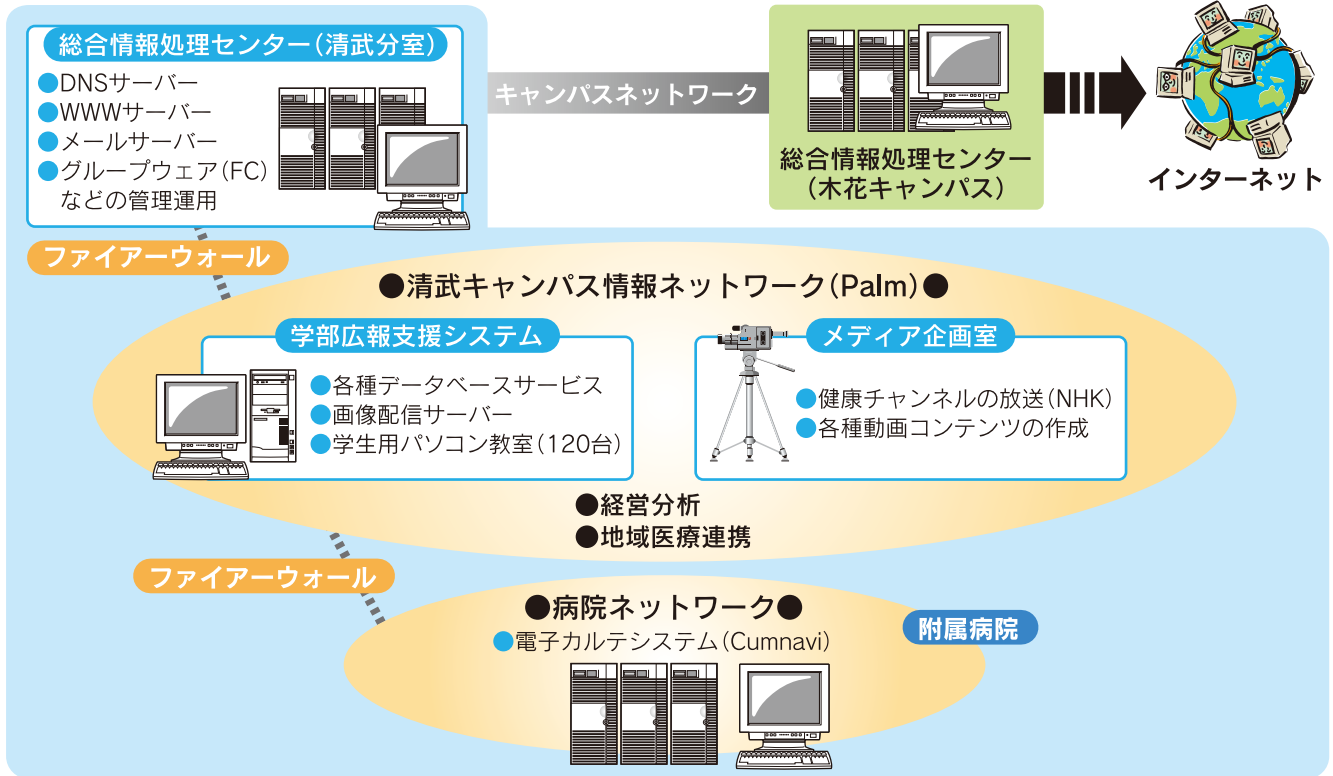 総合情報処理センター(清武分室)
●DNSサーバー
●WWWサーバー
●メールサーバー
●グループウェア(FC)
などの管理運用
キャンパスネットワーク
総合情報処理センター
(木花キャンパス)
インターネット
ファイアーウォール
●清武キャンパス情報ネットワーク(Palm)●
学部広報支援システム
●各種データベースサービス
●画像配信サーバー
●学生用パソコン教室(120台)
メディア企画室
●健康チャンネルの放送(NHK)
●各種動画コンテンツの作成
●経営分析
●地域医療連携
ファイアーウォール
●病院ネットワーク●
●電子カルテシステム(Cumnavi)
附属病院